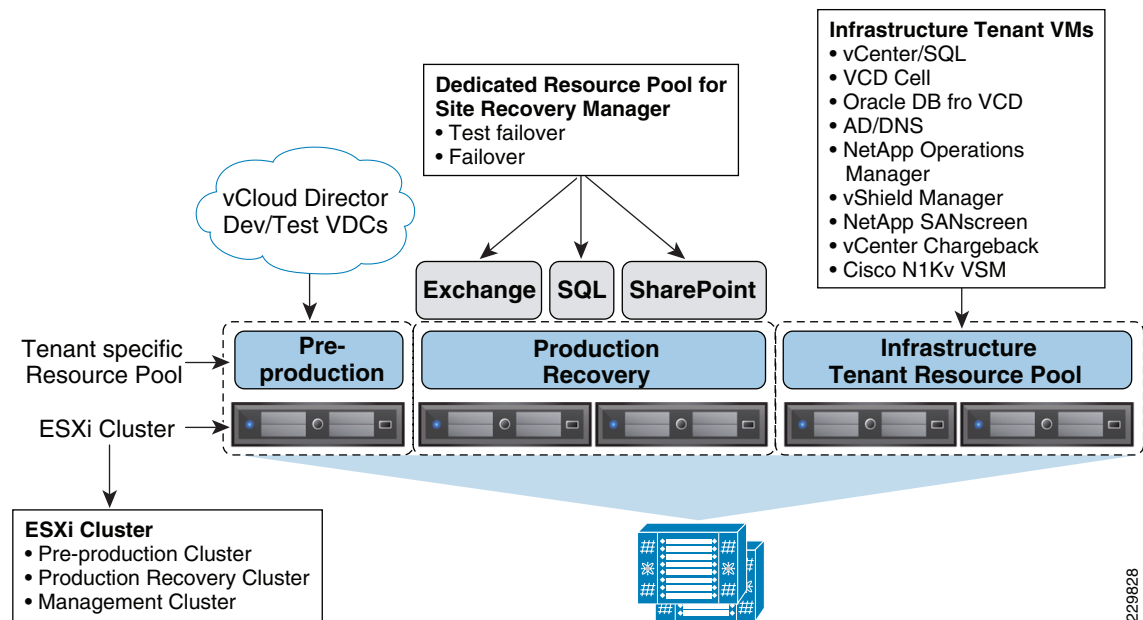 Infrastructure Tenant VMs
• vCenter/SQL
• VCD Cell
• Oracle DB fro VCD
• AD/DNS
• NetApp Operations
Manager
• vShield Manager
• NetApp SANscreen
• vCenter Chargeback
• Cisco N1Kv VSM
Dedicated Resource Pool for
Site Recovery Manager
• Test failover
• Failover
vCloud Director
Dev/Test VDCs
Exchange
SQL
SharePoint
Tenant specific
Resource Pool
Pre-
production
Production
Recovery
Infrastructure
Tenant Resource Pool
ESXi Cluster
ESXi Cluster
• Pre-production Cluster
• Production Recovery Cluster
• Management Cluster
229828